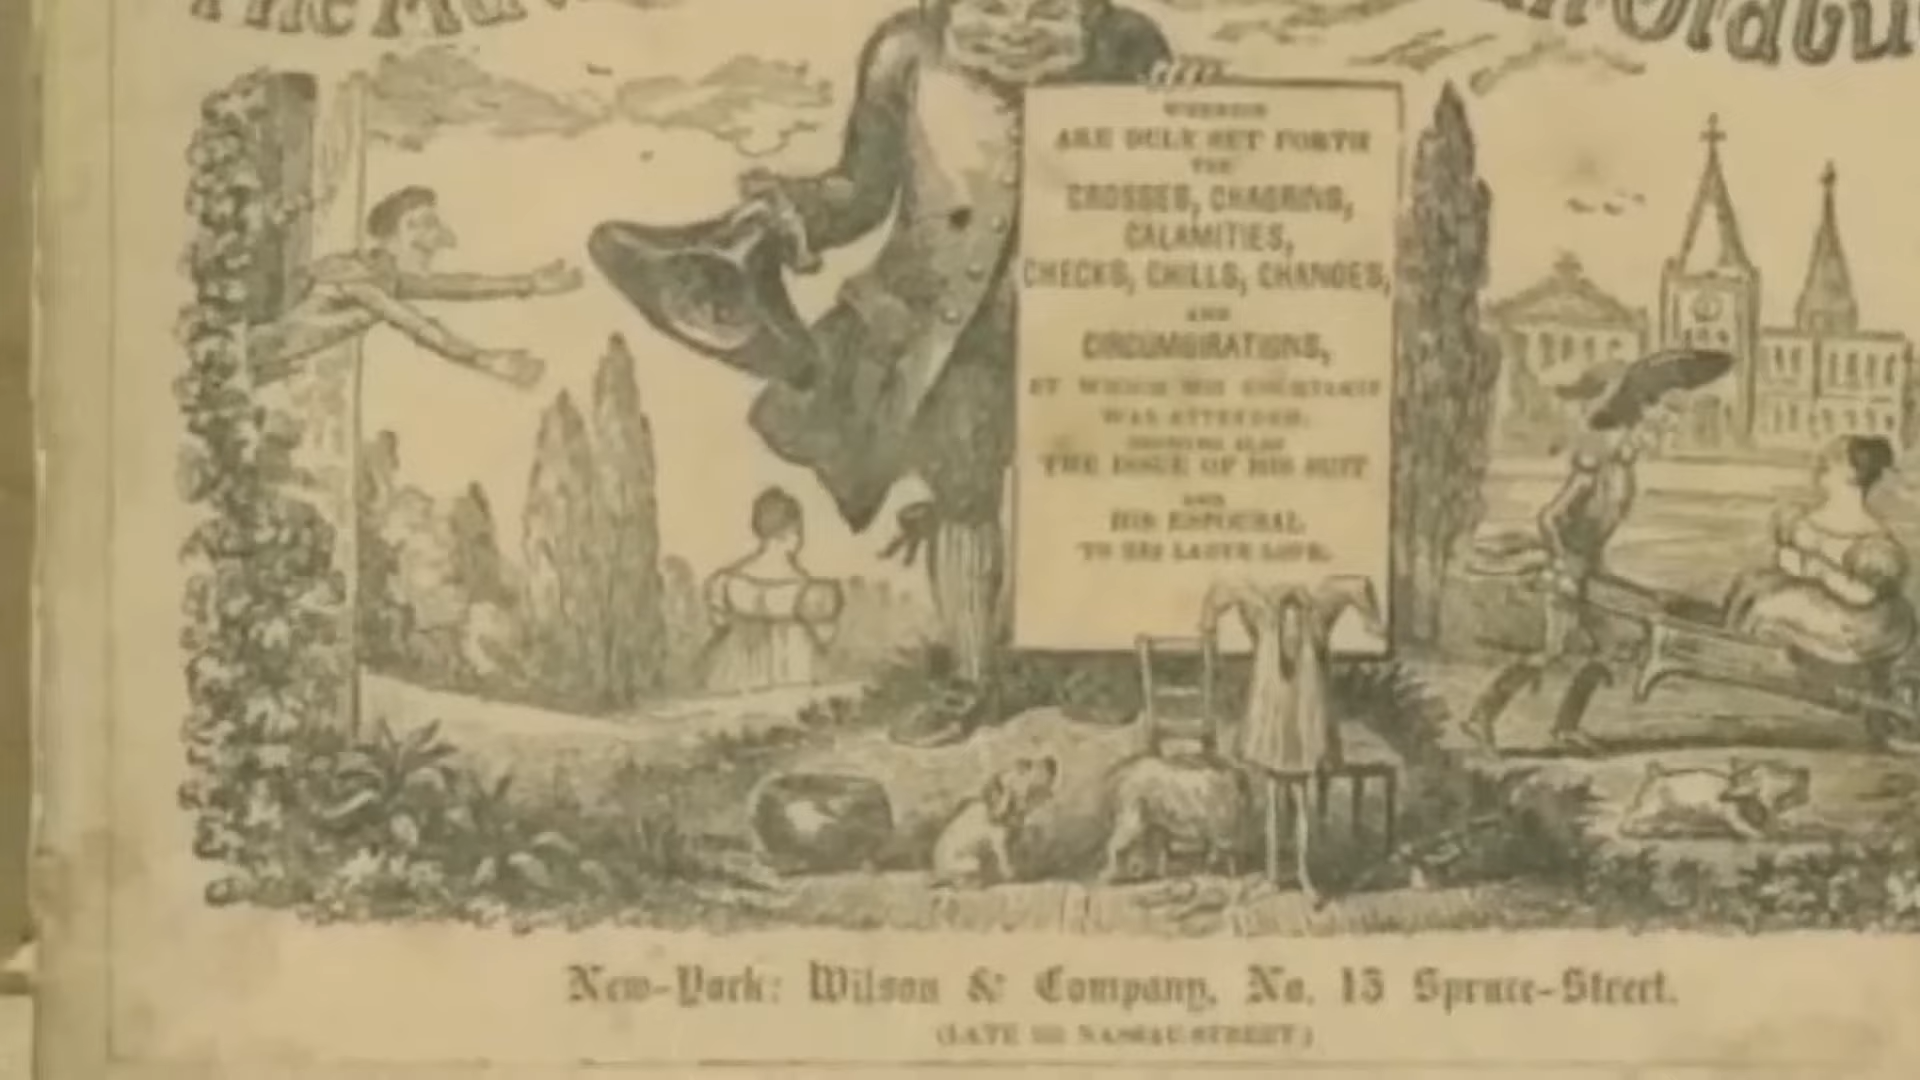 The
Oldbu
WHEREIN
ARE DULY SET FORTH
THE
CROSSES, CHAGRINS,
CALAMITIES,
CHECKS, CHILLS, CHANGES,
AND
CIRCUMGIRATIONS,
BY WHICH HIS COURTSHIP
WAS ATTENDED,
SHOWING ALSO
THE ISSUE OF HIS SUIT
AND
HIS ESPOUSAL
TO HIS LADYE LOVE.
New-York: Wilson & Company, No. 15 Spruce-Street.
(LATE NASSAU-STREET)